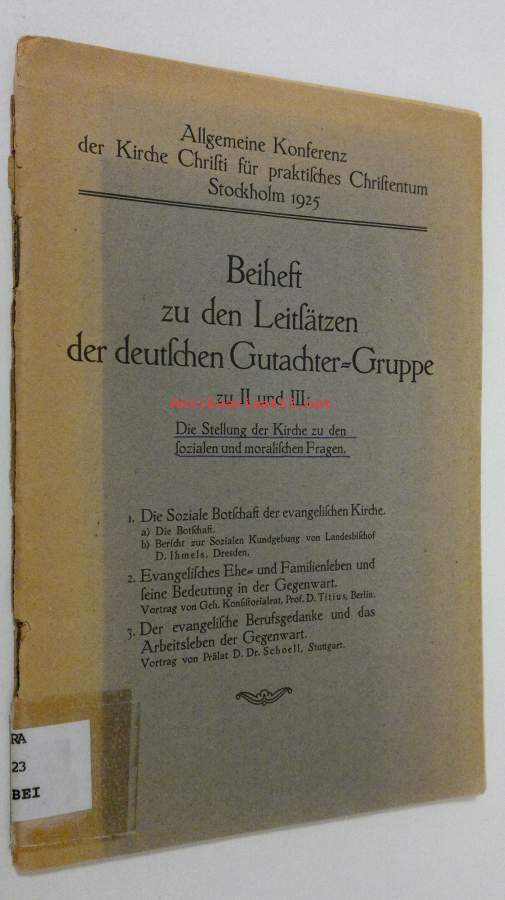 Allgemeine Konferenz
der Kirche Chriſti für praktiſches Chriſtentum
Stockholm 1925
Beiheft
zu den Leitſätzen
der deutſchen Gutachter=Gruppe
zu II und III:
Die Stellung der Kirche zu den
ſozialen und moraliſchen Fragen.
1. Die Soziale Botſchaft der evangeliſchen Kirche.
a) Die Botſchaft.
b) Bericht zur Sozialen Kundgebung von Landesbiſchof
D. Ihmels, Dresden.
2. Evangeliſches Ehe= und Familienleben und
ſeine Bedeutung in der Gegenwart.
Vortrag von Geh. Konſiſtorialrat, Prof. D. Titius, Berlin.
3. Der evangeliſche Berufsgedanke und das
Arbeitsleben der Gegenwart.
Vortrag von Prälat D. Dr. Schoell, Stuttgart.
RA
23
BEI